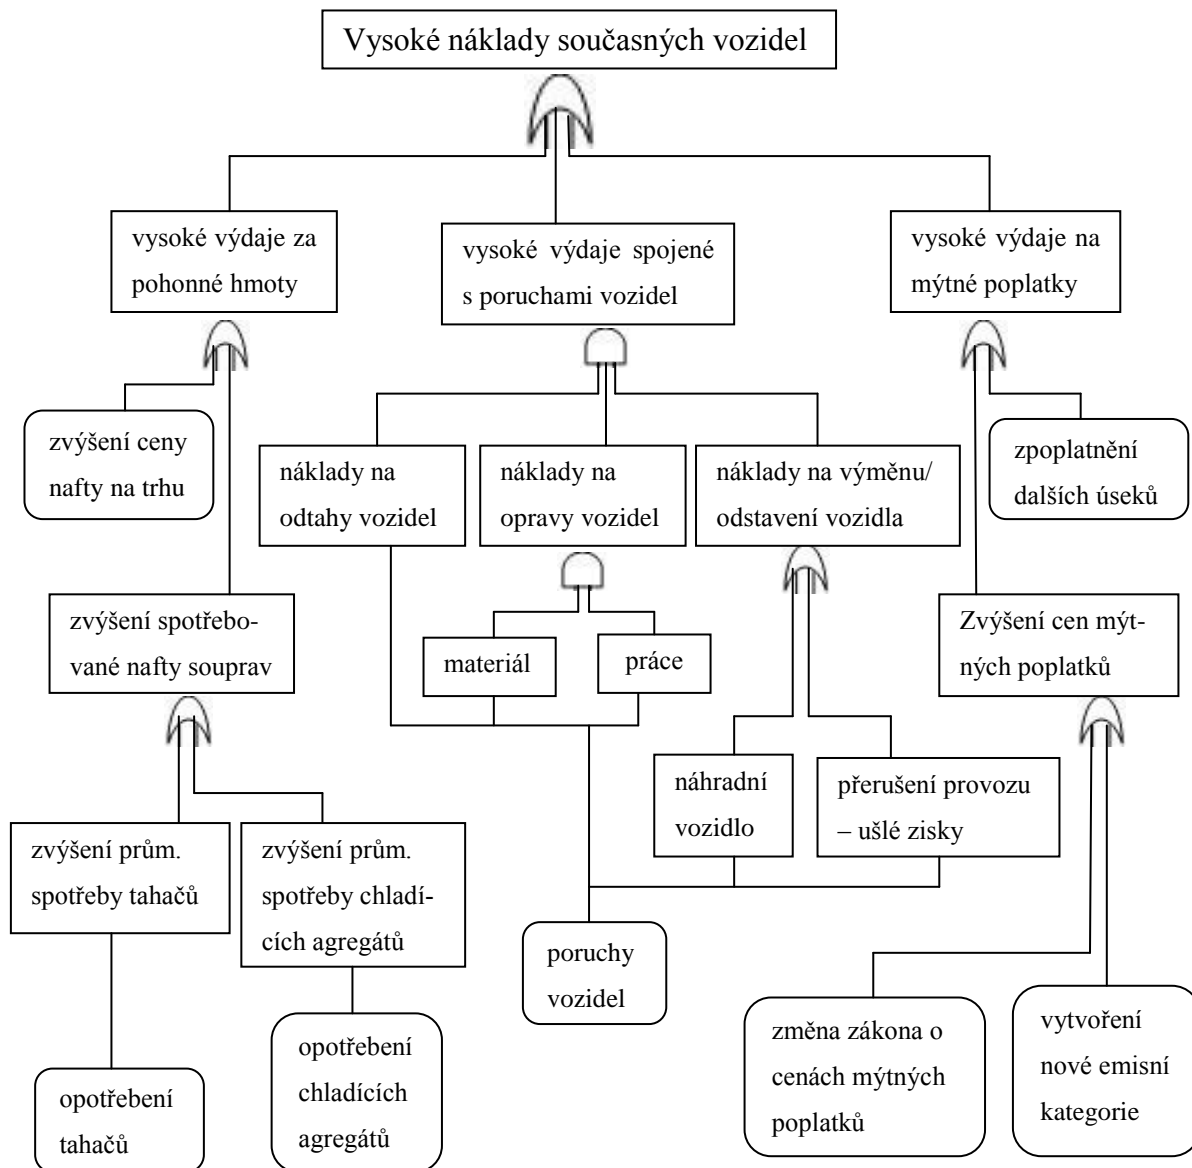 Vysoké náklady současných vozidel
vysoké výdaje za
pohonné hmoty
vysoké výdaje spojené
s poruchami vozidel
vysoké výdaje na
mýtné poplatky
zvýšení ceny
nafty na trhu
náklady na
odtahy vozidel
náklady na
opravy vozidel
náklady na výměnu/
odstavení vozidla
zpoplatnění
dalších úseků
zvýšení spotřebo-
vané nafty souprav
materiál
práce
Zvýšení cen mýt-
ných poplatků
náhradní
vozidlo
přerušení provozu
– ušlé zisky
zvýšení prům.
spotřeby tahačů
zvýšení prům.
spotřeby chladí-
cích agregátů
poruchy
vozidel
opotřebení
tahačů
opotřebení
chladících
agregátů
změna zákona o
cenách mýtných
poplatků
vytvoření
nové emisní
kategorie